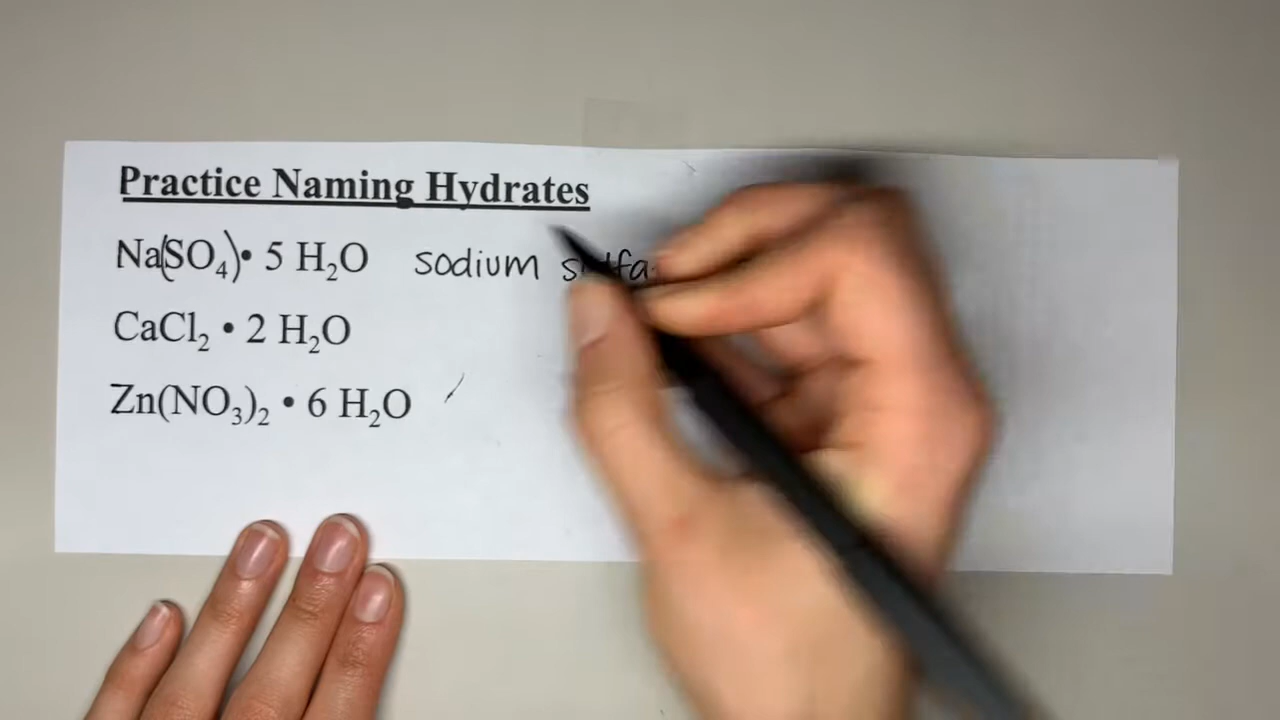 Practice Naming Hydrates
Na(SO₄)• 5 H₂O sodium
CaCl₂ • 2 H₂O
Zn(NO₃)₂ • 6 H₂O